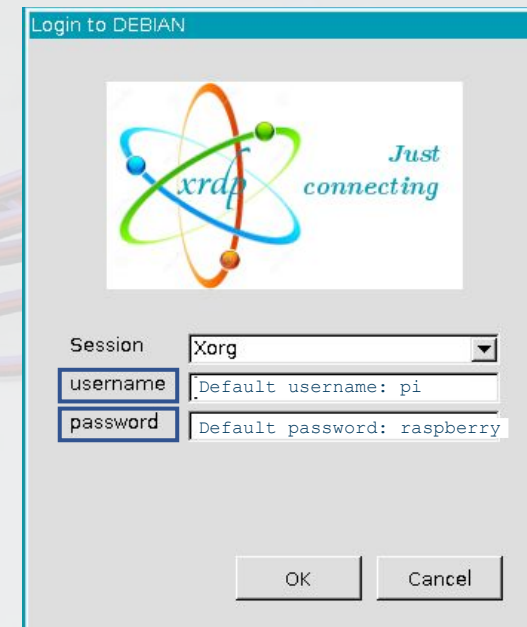 Login to DEBIAN
xrdp
Just
connecting
Session Xorg
username Default username: pi
password Default password: raspberry
OK Cancel